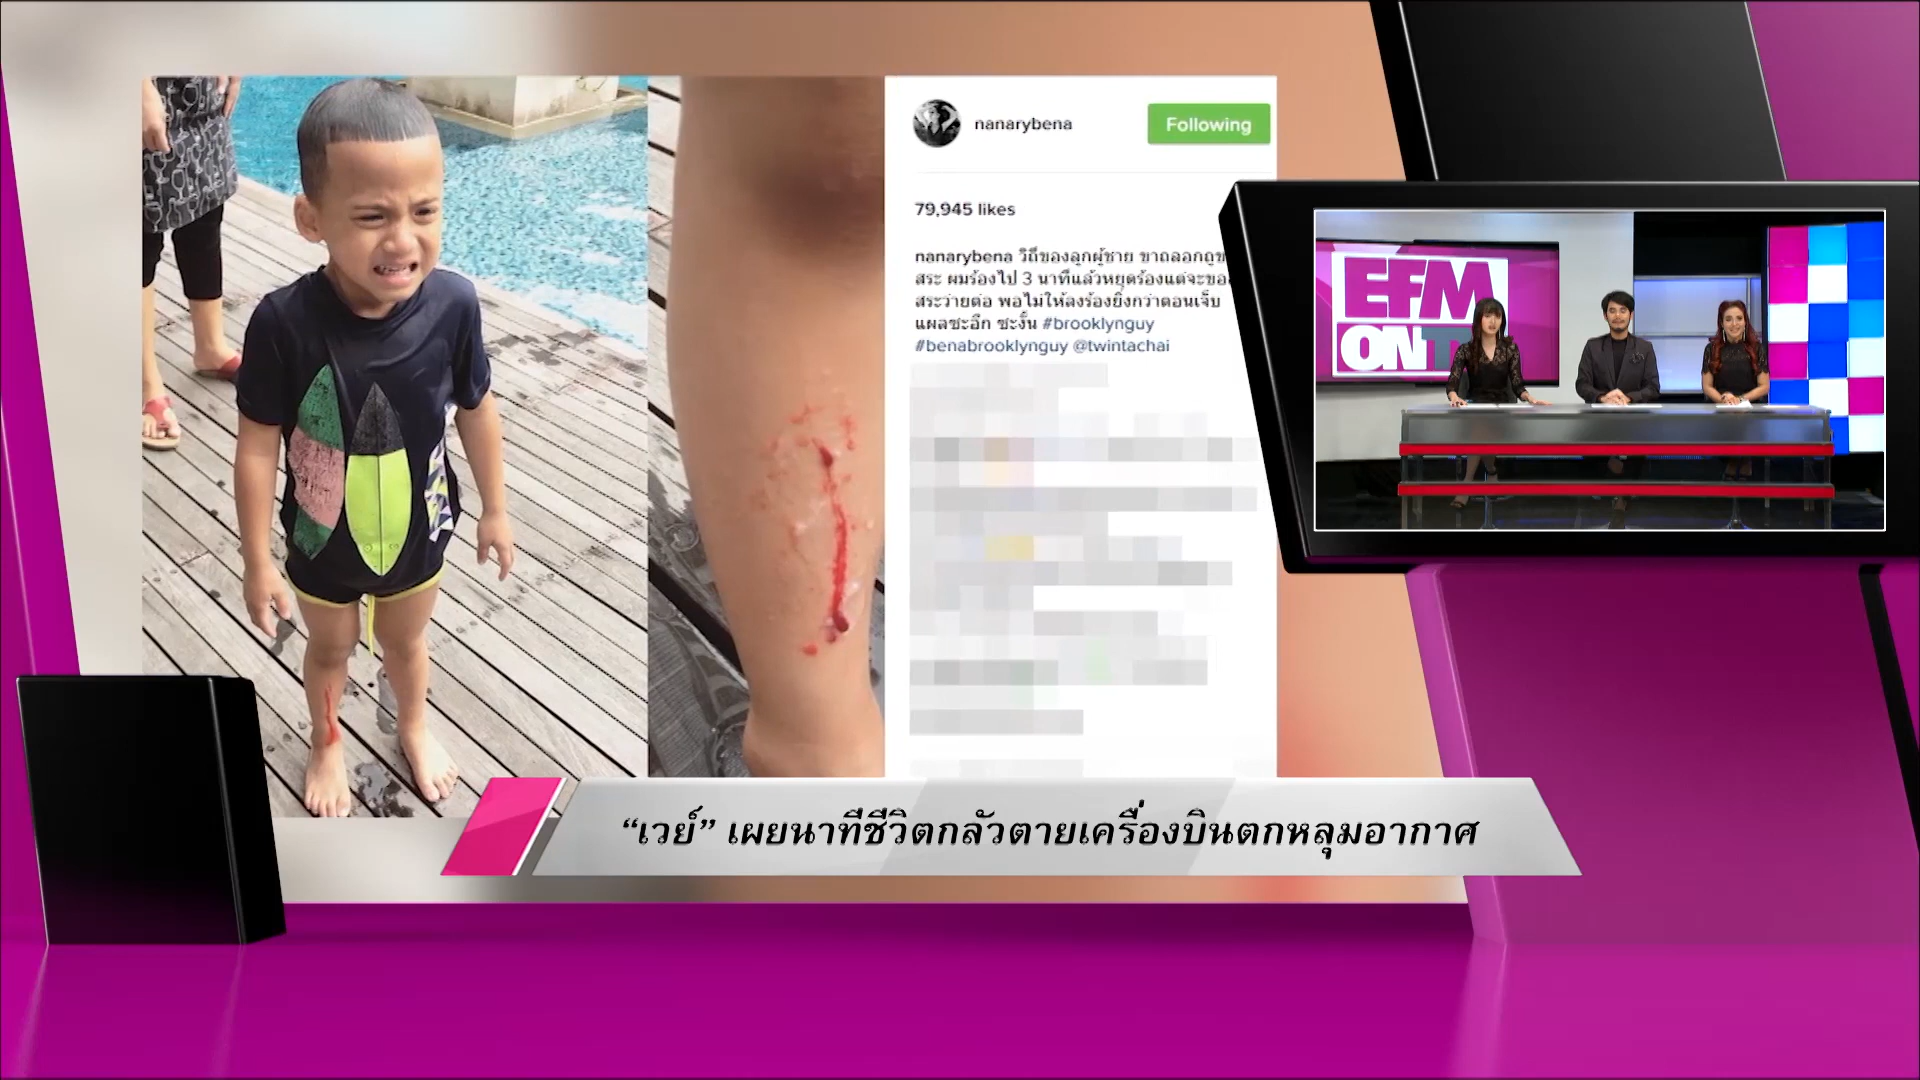 nanarybena
Following
79,945 likes
nanarybena วิถีของลูกผู้ชาย ขาถลอกถูข
สระ ผมร้องไป 3 นาทีแล้วหยุดร้องแต่จะขอ
สระว่ายต่อ พอไม่ให้ลงร้องยิ่งกว่าตอนเจ็บ
แผลซะอีก ซะงั้น #brooklynguy
#benabrooklynguy @twintachai
EFM
ON
“เวย์” เผยนาทีชีวิตกลัวตายเครื่องบินตกหลุมอากาศ